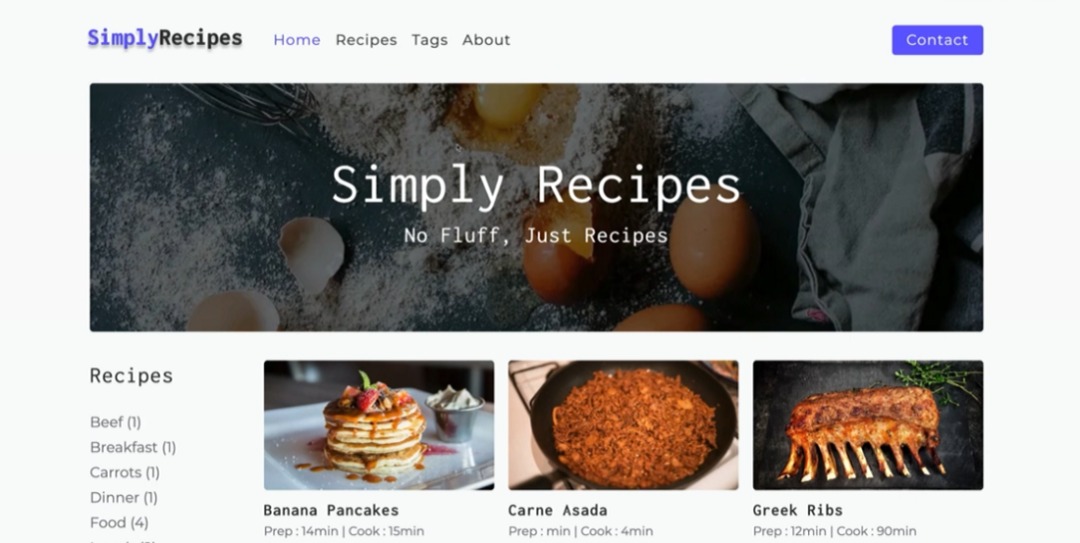 SimplyRecipes Home Recipes Tags About Contact
Simply Recipes
No Fluff, Just Recipes
Recipes
Beef (1)
Breakfast (1)
Carrots (1)
Dinner (1)
Food (4)
Banana Pancakes
Prep : 14min | Cook : 15min
Carne Asada
Prep : min | Cook : 4min
Greek Ribs
Prep : 12min | Cook : 90min